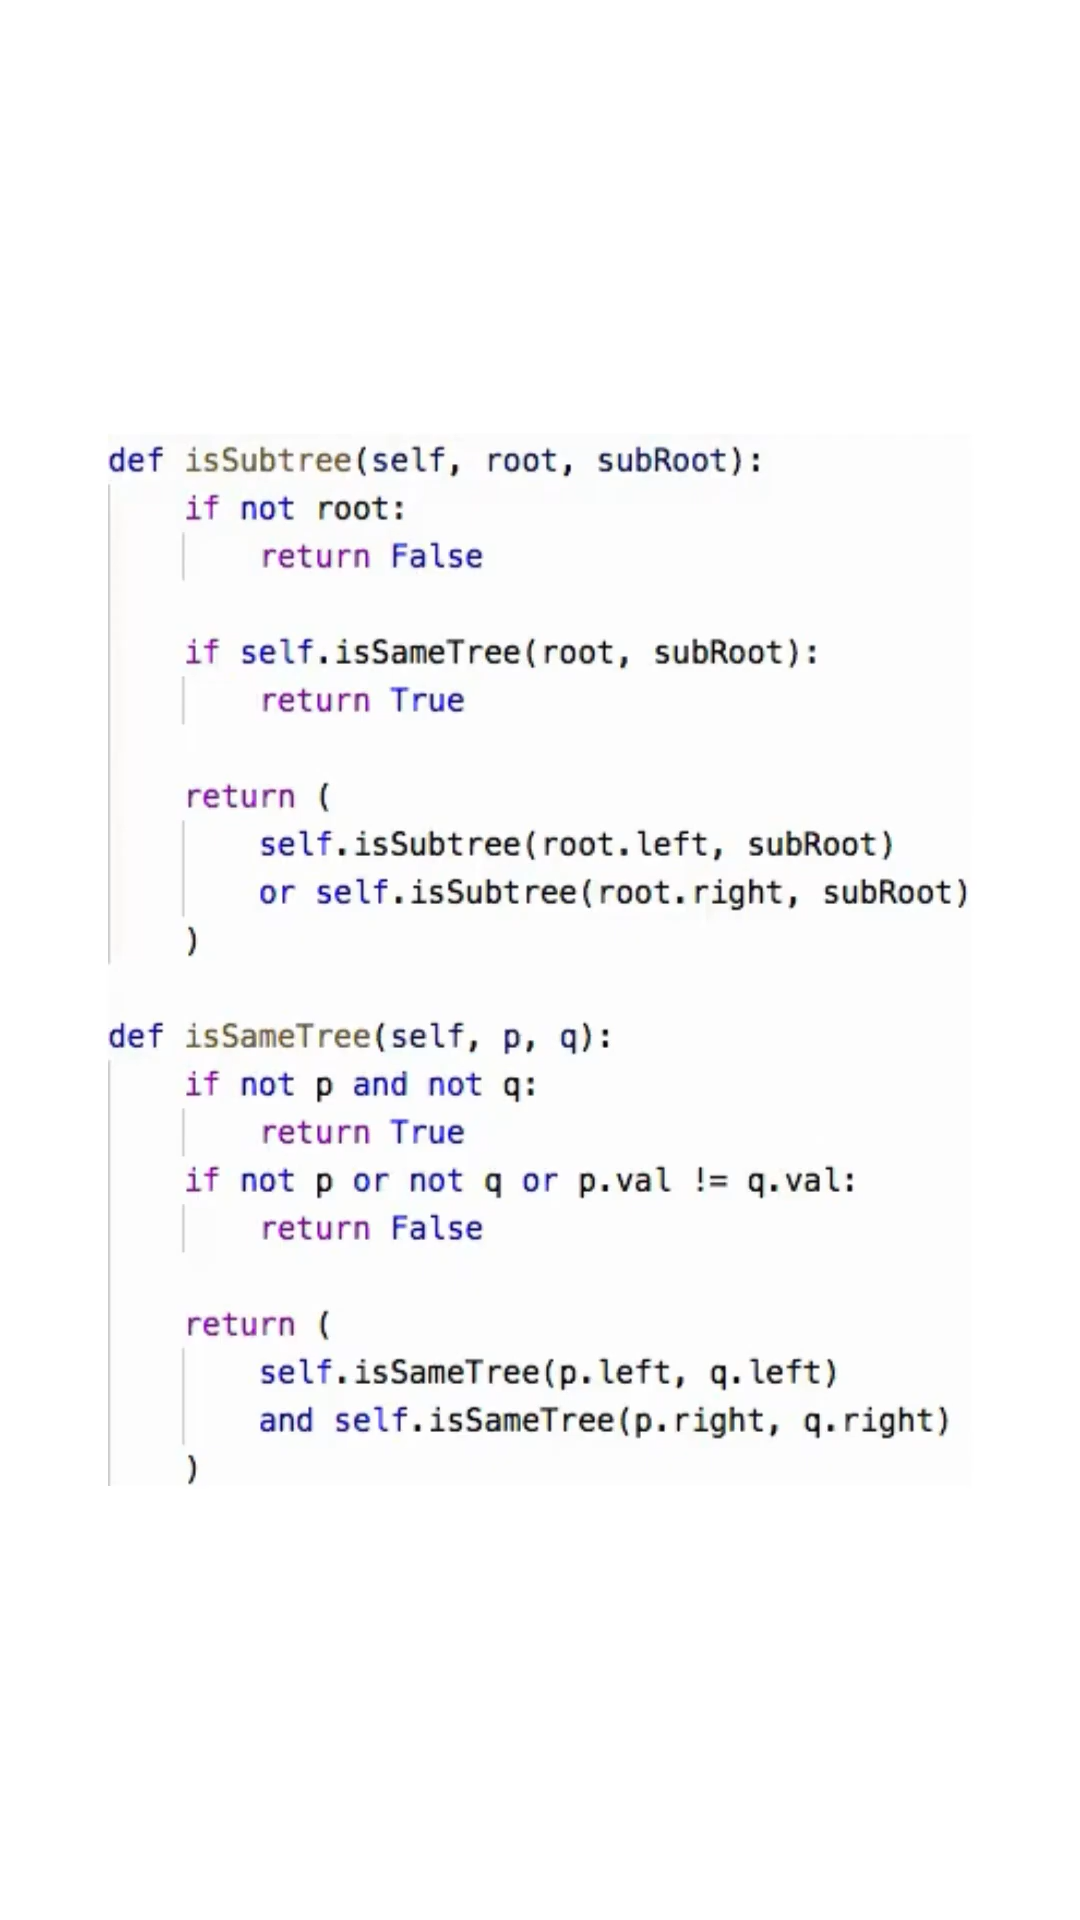 def isSubtree(self, root, subRoot):
    if not root:
        return False

    if self.isSameTree(root, subRoot):
        return True

    return (
        self.isSubtree(root.left, subRoot)
        or self.isSubtree(root.right, subRoot)
    )

def isSameTree(self, p, q):
    if not p and not q:
        return True
    if not p or not q or p.val != q.val:
        return False

    return (
        self.isSameTree(p.left, q.left)
        and self.isSameTree(p.right, q.right)
    )